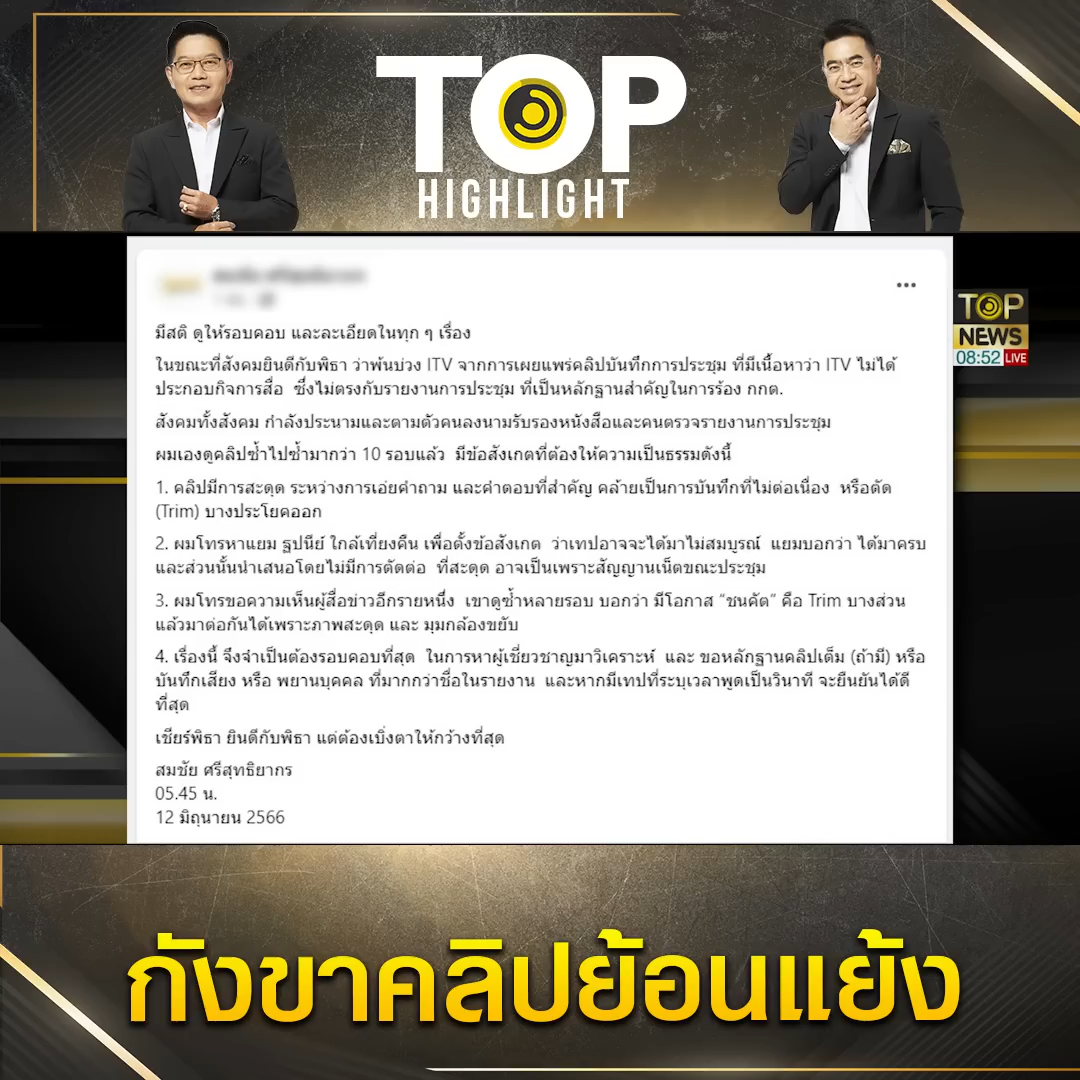 TOP
HIGHLIGHT
มีสติ ดูให้รอบคอบ และละเอียดในทุก ๆ เรื่อง
ในขณะที่สังคมยินดีกับพิธา ว่าพ้นบ่วง ITV จากการเผยแพร่คลิปบันทึกการประชุม ที่มีเนื้อหาว่า ITV ไม่ได้
ประกอบกิจการสื่อ ซึ่งไม่ตรงกับรายงานการประชุม ที่เป็นหลักฐานสำคัญในการร้อง กกต.
สังคมทั้งสังคม กำลังประนามและตามตัวคนลงนามรับรองหนังสือและคนตรวจรายงานการประชุม
ผมเองดูคลิปซ้ำไปซ้ำมากว่า 10 รอบแล้ว มีข้อสังเกตที่ต้องให้ความเป็นธรรมดังนี้
1. คลิปมีการสะดุด ระหว่างการเอ่ยคำถาม และคำตอบที่สำคัญ คล้ายเป็นการบันทึกที่ไม่ต่อเนื่อง หรือตัด
(Trim) บางประโยคออก
2. ผมโทรหาแยม ฐปนีย์ ใกล้เที่ยงคืน เพื่อตั้งข้อสังเกต ว่าเทปอาจจะได้มาไม่สมบูรณ์ แยมบอกว่า ได้มาครบ
และส่วนนั้นนำเสนอโดยไม่มีการตัดต่อ ที่สะดุด อาจเป็นเพราะสัญญานเน็ตขณะประชุม
3. ผมโทรขอความเห็นผู้สื่อข่าวอีกรายหนึ่ง เขาดูซ้ำหลายรอบ บอกว่า มีโอกาส “ชนคัต” คือ Trim บางส่วน
แล้วมาต่อกันได้เพราะภาพสะดุด และ มุมกล้องขยับ
4. เรื่องนี้ จึงจำเป็นต้องรอบคอบที่สุด ในการหาผู้เชี่ยวชาญมาวิเคราะห์ และ ขอหลักฐานคลิปเต็ม (ถ้ามี) หรือ
บันทึกเสียง หรือ พยานบุคคล ที่มากกว่าชื่อในรายงาน และหากมีเทปที่ระบุเวลาพูดเป็นวินาที จะยืนยันได้ดี
ที่สุด
เชียร์พิธา ยินดีกับพิธา แต่ต้องเบิ่งตาให้กว้างที่สุด
สมชัย ศรีสุทธิยากร
05.45 น.
12 มิถุนายน 2566
TOP
NEWS
08:52 LIVE
กังขาคลิปย้อนแย้ง